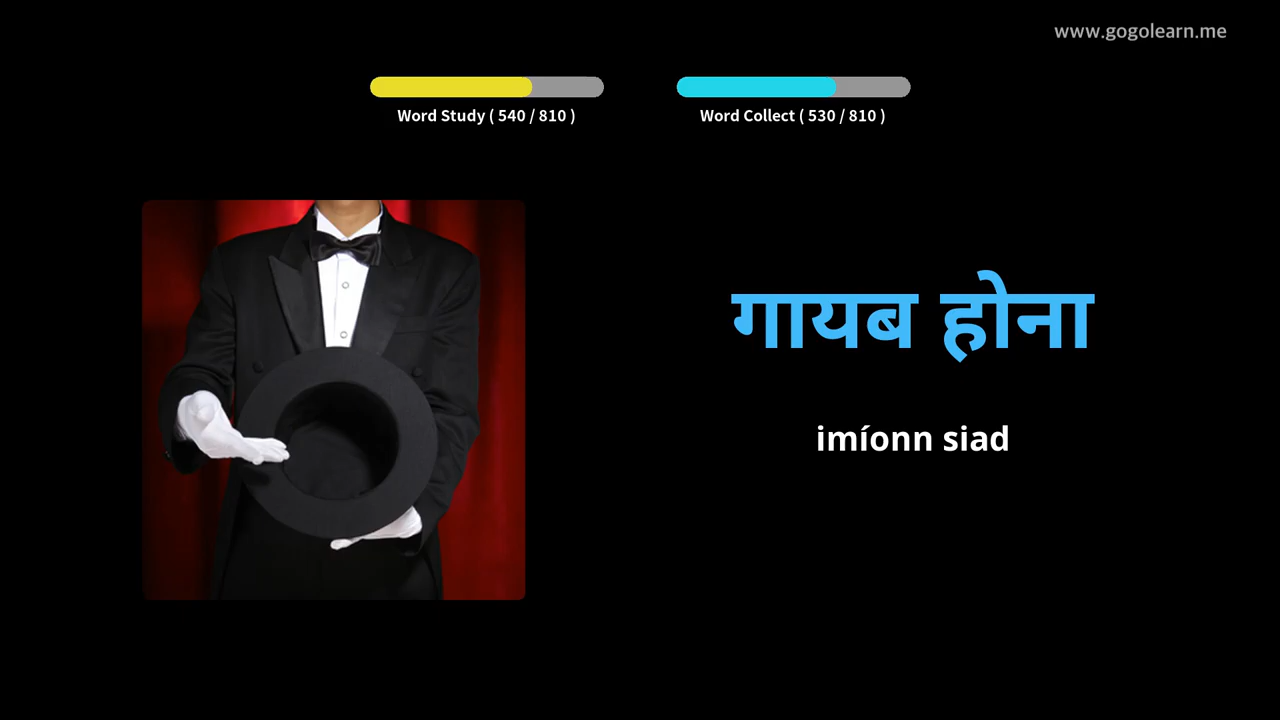 www.gogolearn.me
Word Study ( 540 / 810 )
Word Collect ( 530 / 810 )
गायब होना
imíonn siad